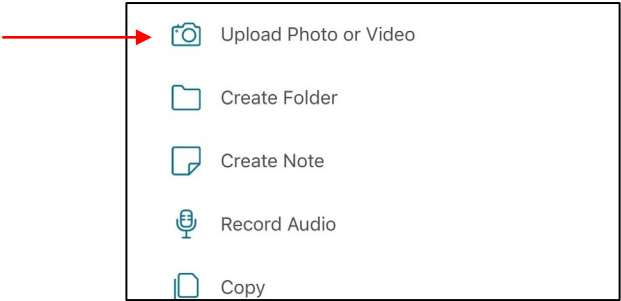 Upload Photo or Video
Create Folder
Create Note
Record Audio
Copy